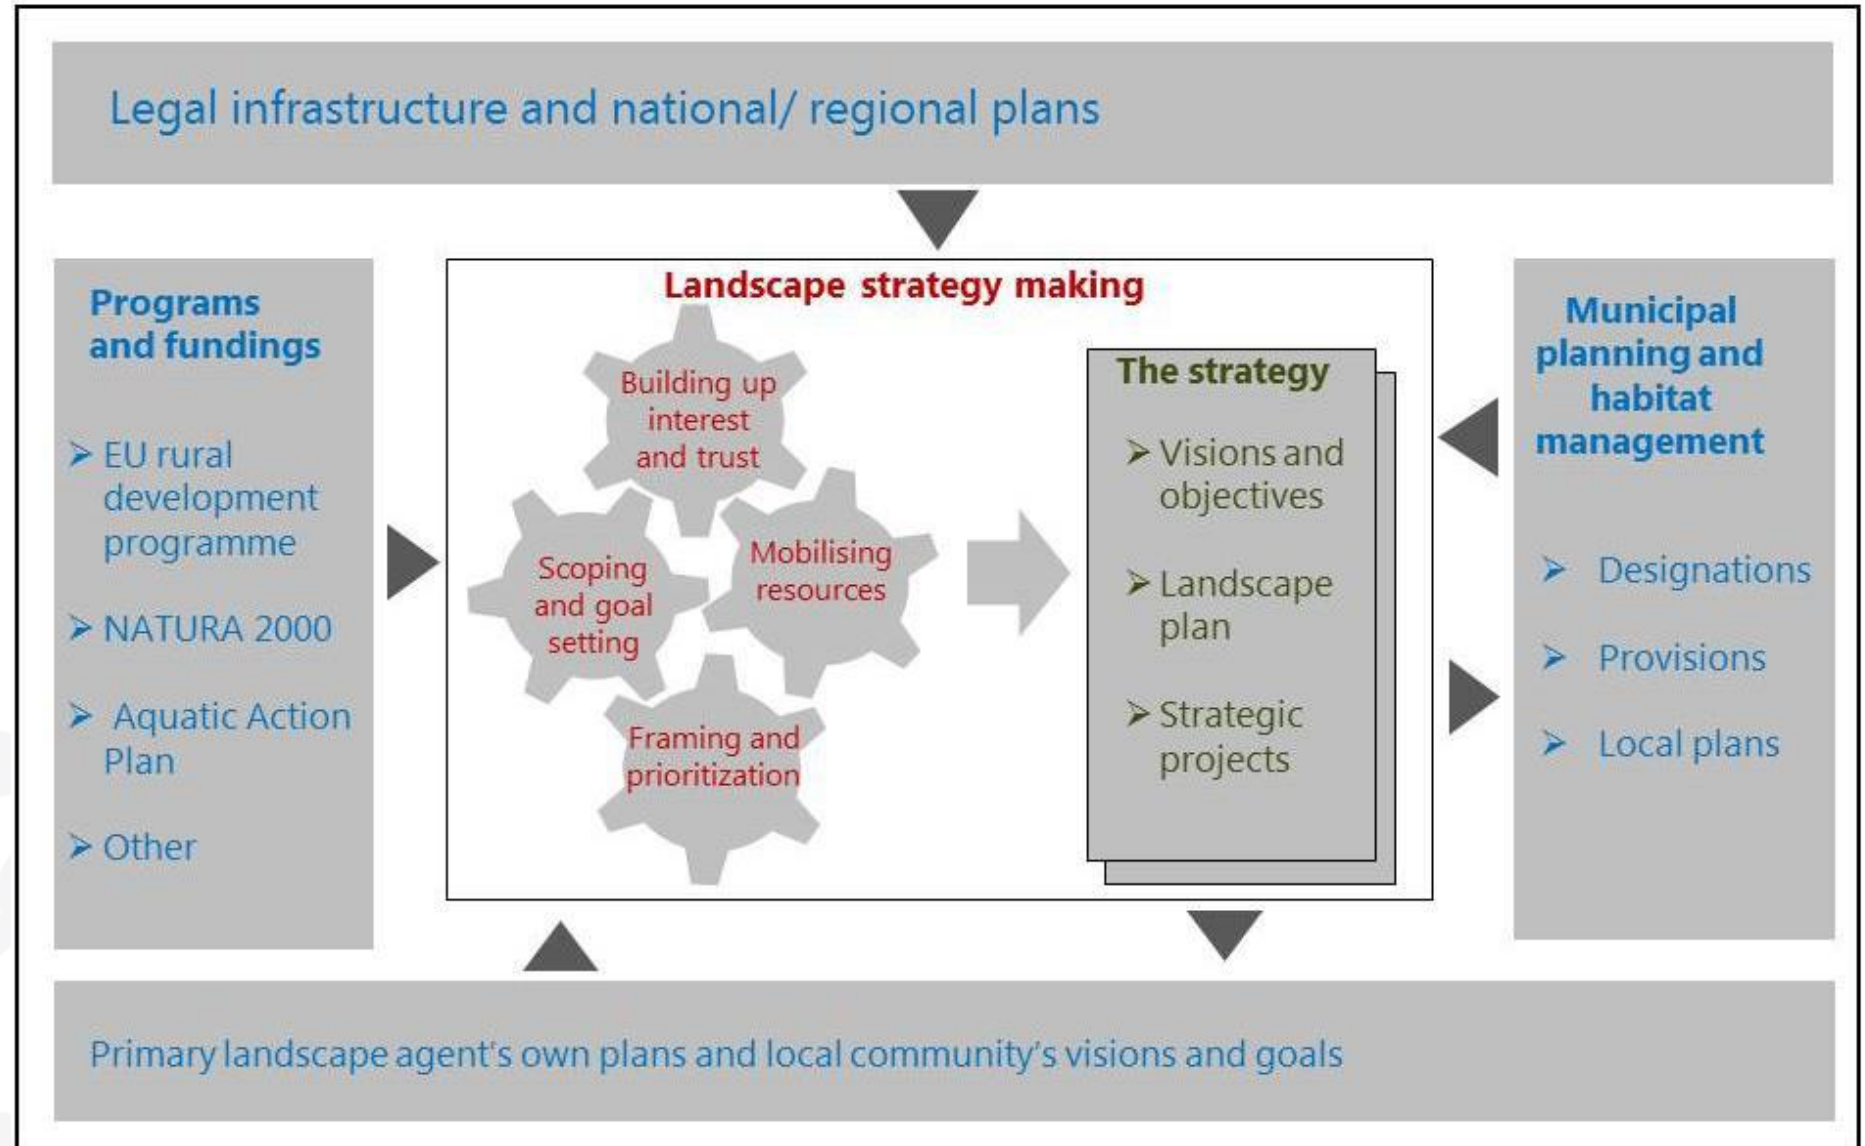 Legal infrastructure and national/ regional plans
Programs
and fundings
➢ EU rural
development
programme
➢ NATURA 2000
➢ Aquatic Action
Plan
➢ Other
Landscape strategy making
Building up
interest
and trust
Scoping
and goal
setting
Mobilising
resources
Framing and
prioritization
The strategy
➢ Visions and
objectives
➢ Landscape
plan
➢ Strategic
projects
Municipal
planning and
habitat
management
➢ Designations
➢ Provisions
➢ Local plans
Primary landscape agent's own plans and local community's visions and goals